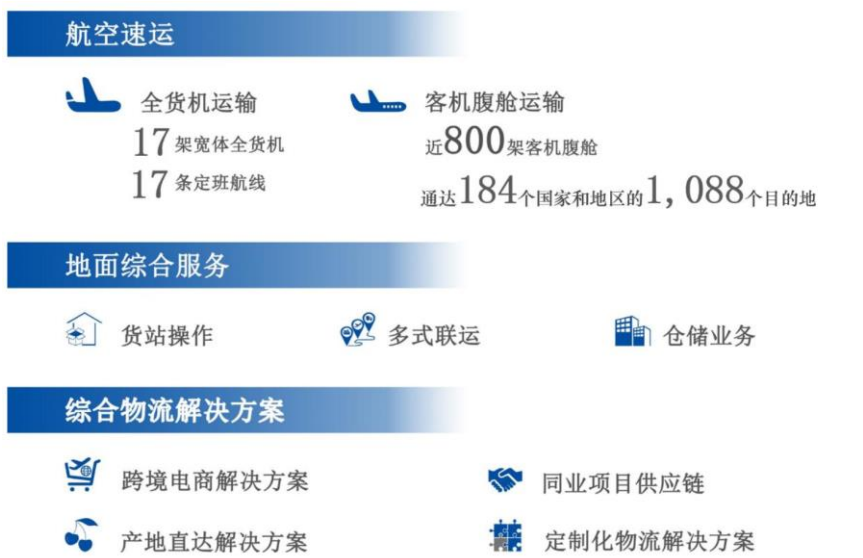 航空速运
全货机运输
17架宽体全货机
17条定班航线
客机腹舱运输
近800架客机腹舱
通达184个国家和地区的1,088个目的地
地面综合服务
货站操作
多式联运
仓储业务
综合物流解决方案
跨境电商解决方案
同业项目供应链
产地直达解决方案
定制化物流解决方案